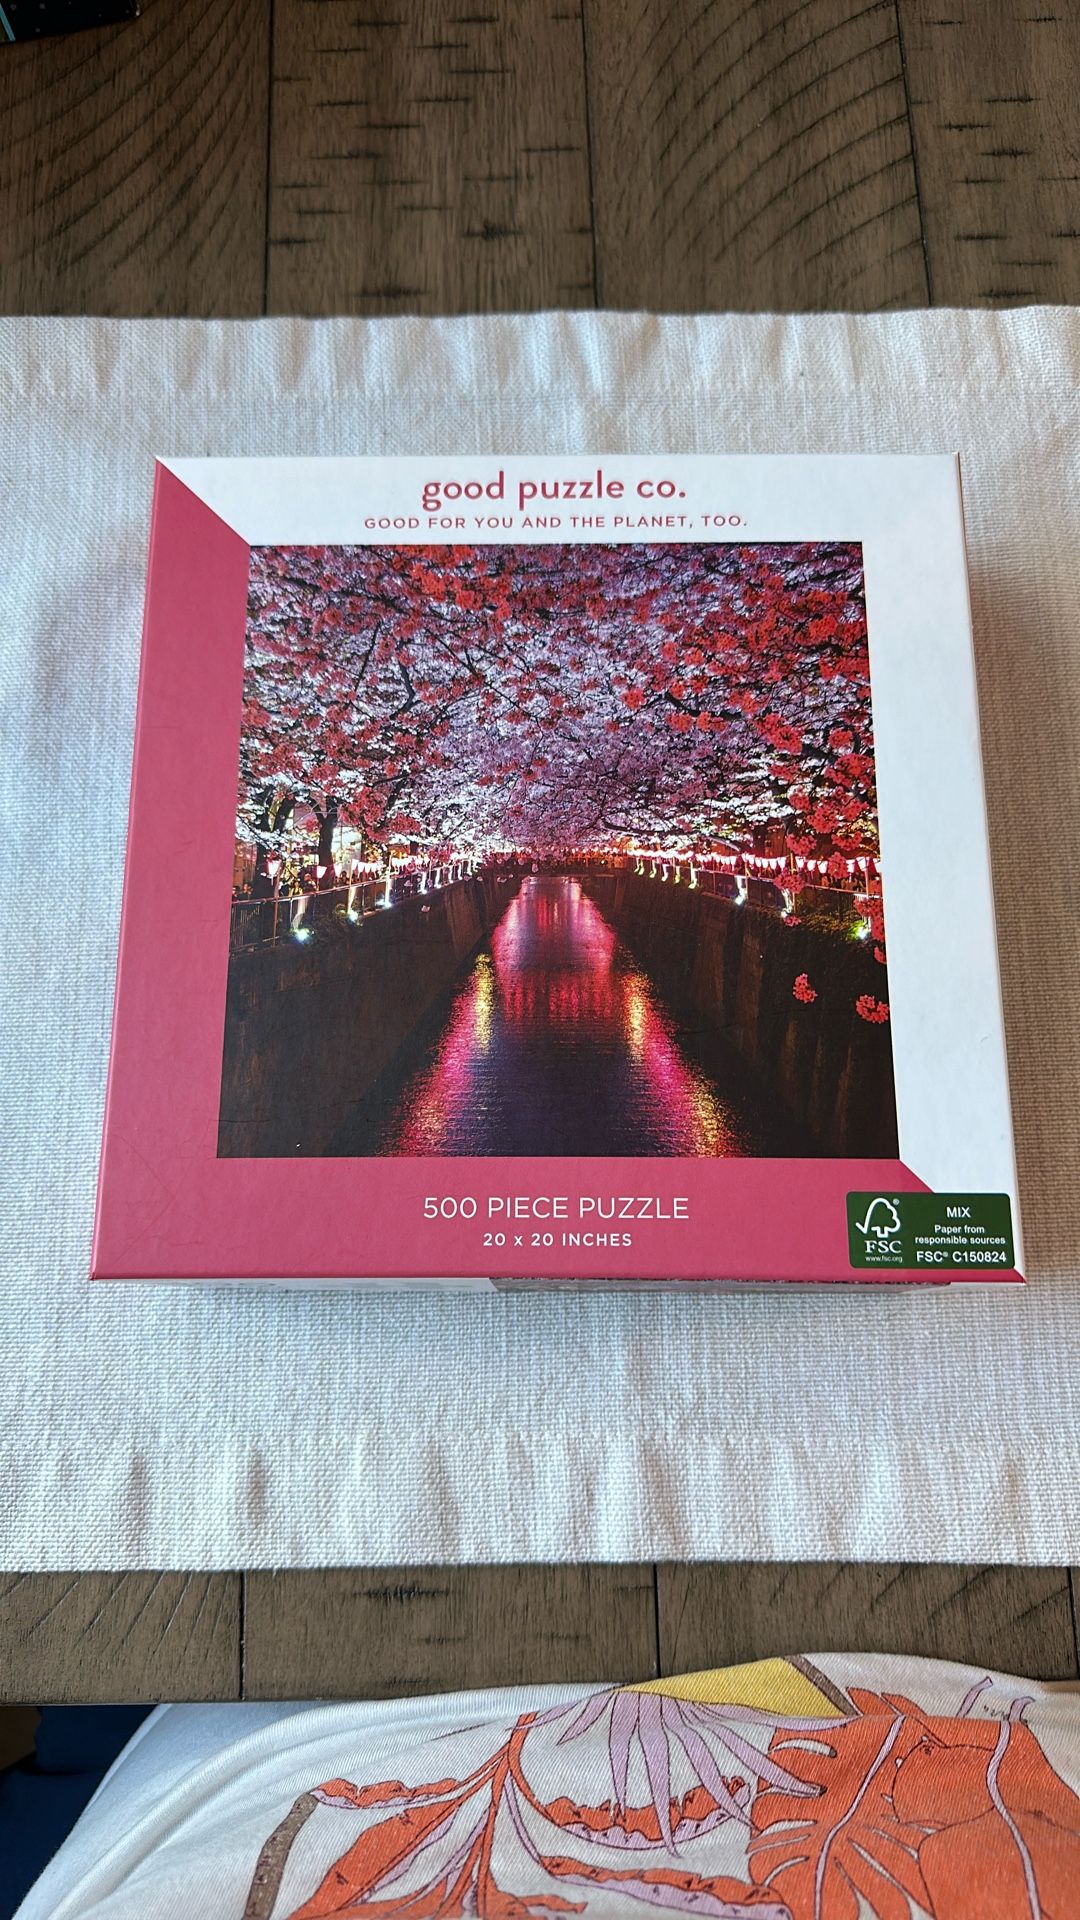 good puzzle co.
GOOD FOR YOU AND THE PLANET, TOO.
500 PIECE PUZZLE
20 x 20 INCHES
FSC
www.fsc.org
MIX
Paper from
responsible sources
FSC® C150824